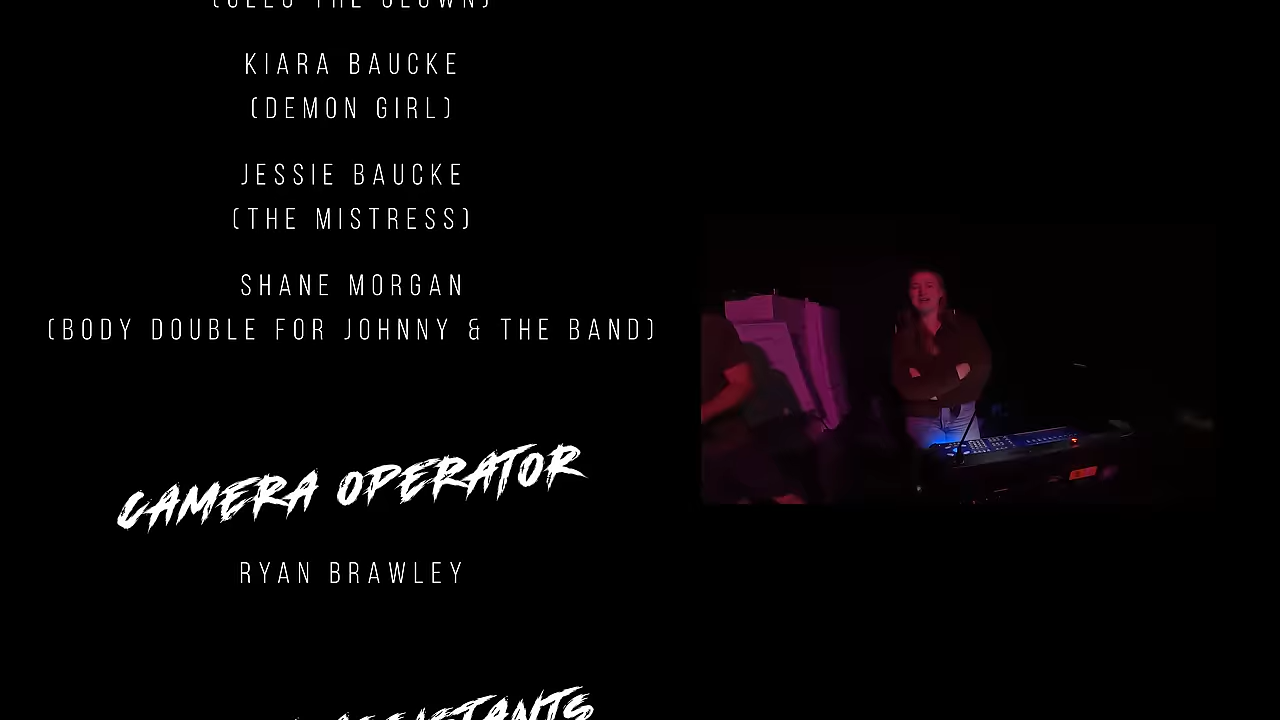 KIARA BAUCKE
(DEMON GIRL)
JESSIE BAUCKE
(THE MISTRESS)
SHANE MORGAN
(BODY DOUBLE FOR JOHNNY & THE BAND)
CAMERA OPERATOR
RYAN BRAWLEY